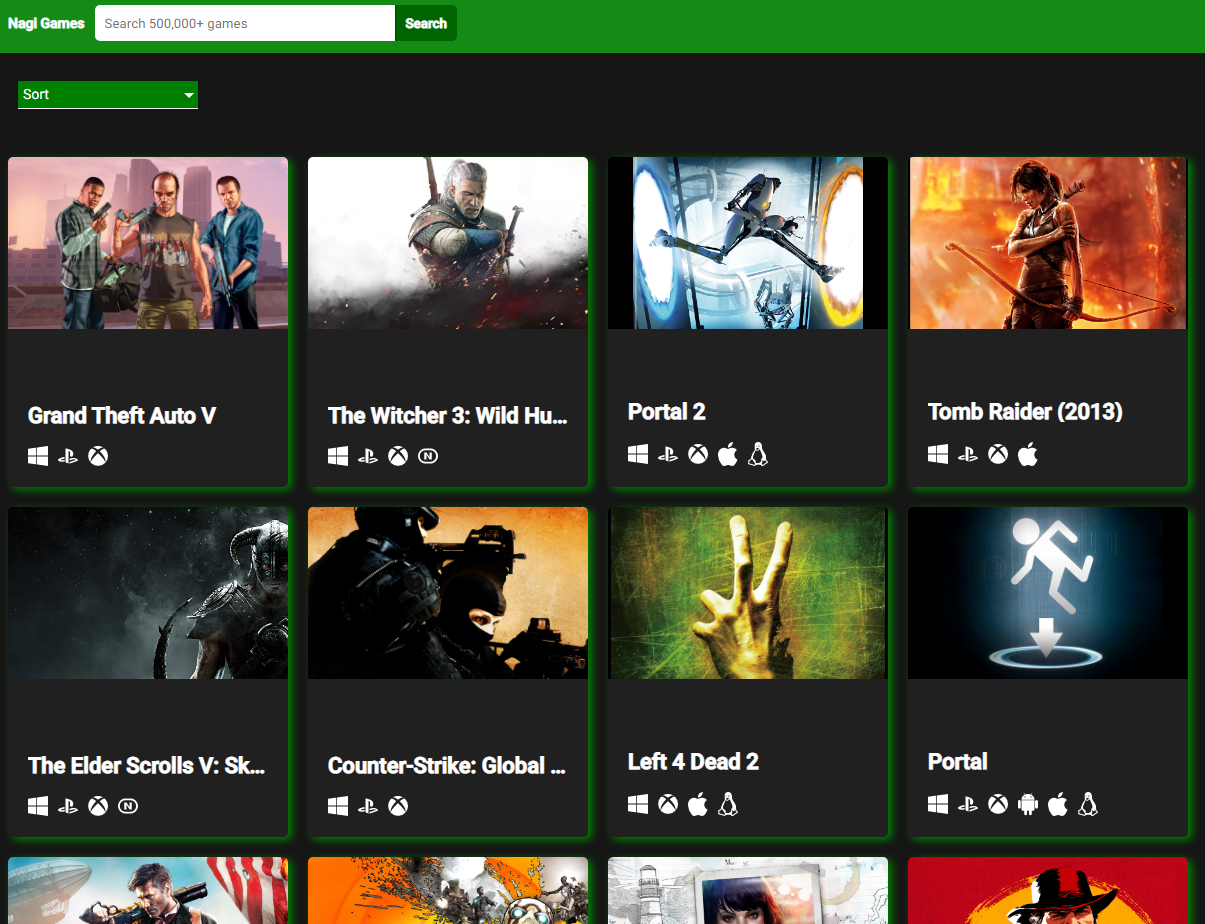 Nagl Games
Search 500,000+ games
Search
Sort
Grand Theft Auto V
The Witcher 3: Wild Hu...
Portal 2
Tomb Raider (2013)
The Elder Scrolls V: Sk...
Counter-Strike: Global ...
Left 4 Dead 2
Portal